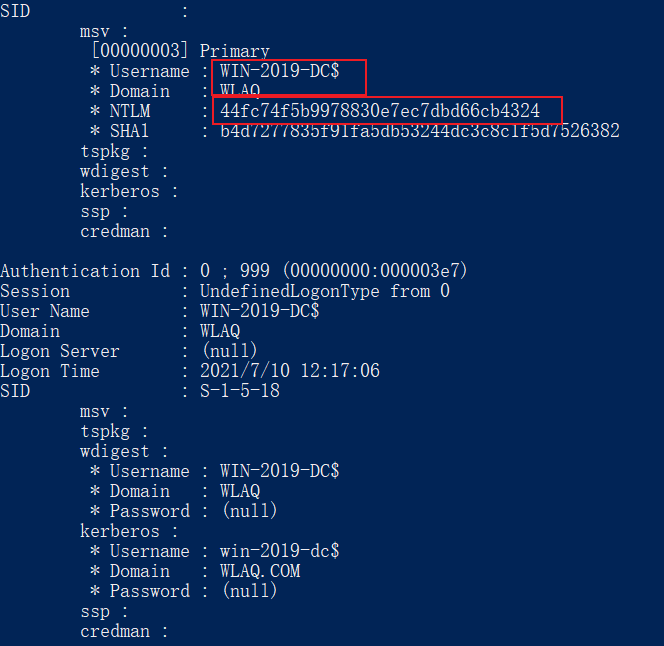 SID                  :
        msv :
         [00000003] Primary
         * Username : WIN-2019-DC$
         * Domain   : WLAQ
         * NTLM     : 44fc74f5b9978830e7ec7dbd66cb4324
         * SHA1     : b4d7277835f91fa5db53244dc3c8c1f5d7526382
        tspkg :
        wdigest :
        kerberos :
        ssp :
        credman :
Authentication Id : 0 ; 999 (00000000:000003e7)
Session           : UndefinedLogonType from 0
User Name         : WIN-2019-DC$
Domain            : WLAQ
Logon Server      : (null)
Logon Time        : 2021/7/10 12:17:06
SID               : S-1-5-18
        msv :
        tspkg :
        wdigest :
         * Username : WIN-2019-DC$
         * Domain   : WLAQ
         * Password : (null)
        kerberos :
         * Username : win-2019-dc$
         * Domain   : WLAQ.COM
         * Password : (null)
        ssp :
        credman :